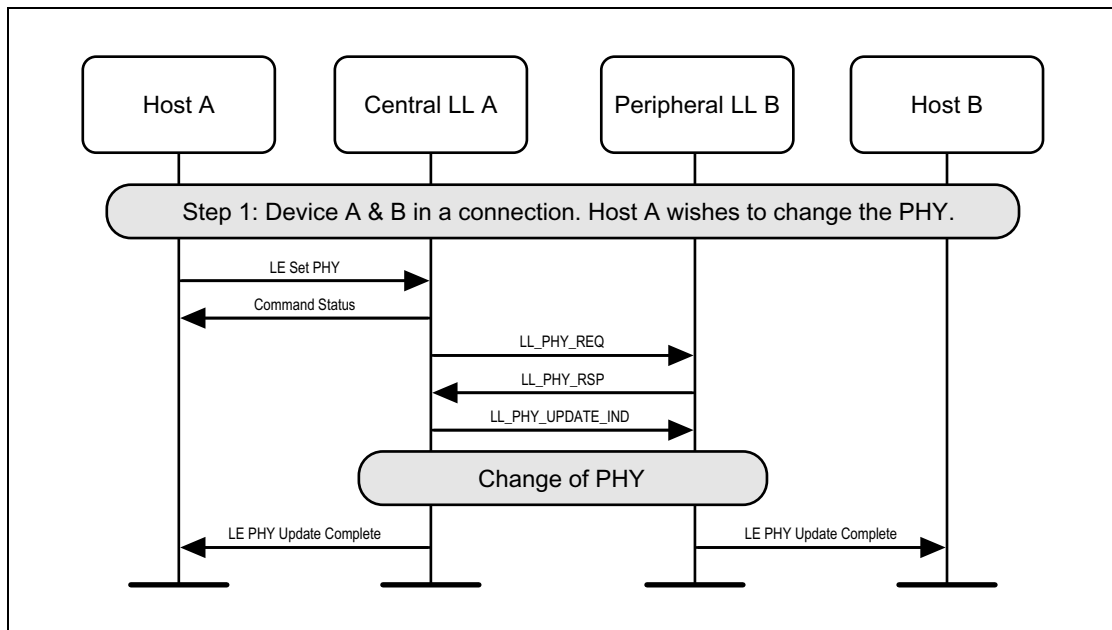 Host A
Central LL A
Peripheral LL B
Host B
Step 1: Device A & B in a connection. Host A wishes to change the PHY.
LE Set PHY
Command Status
LL_PHY_REQ
LL_PHY_RSP
LL_PHY_UPDATE_IND
Change of PHY
LE PHY Update Complete
LE PHY Update Complete